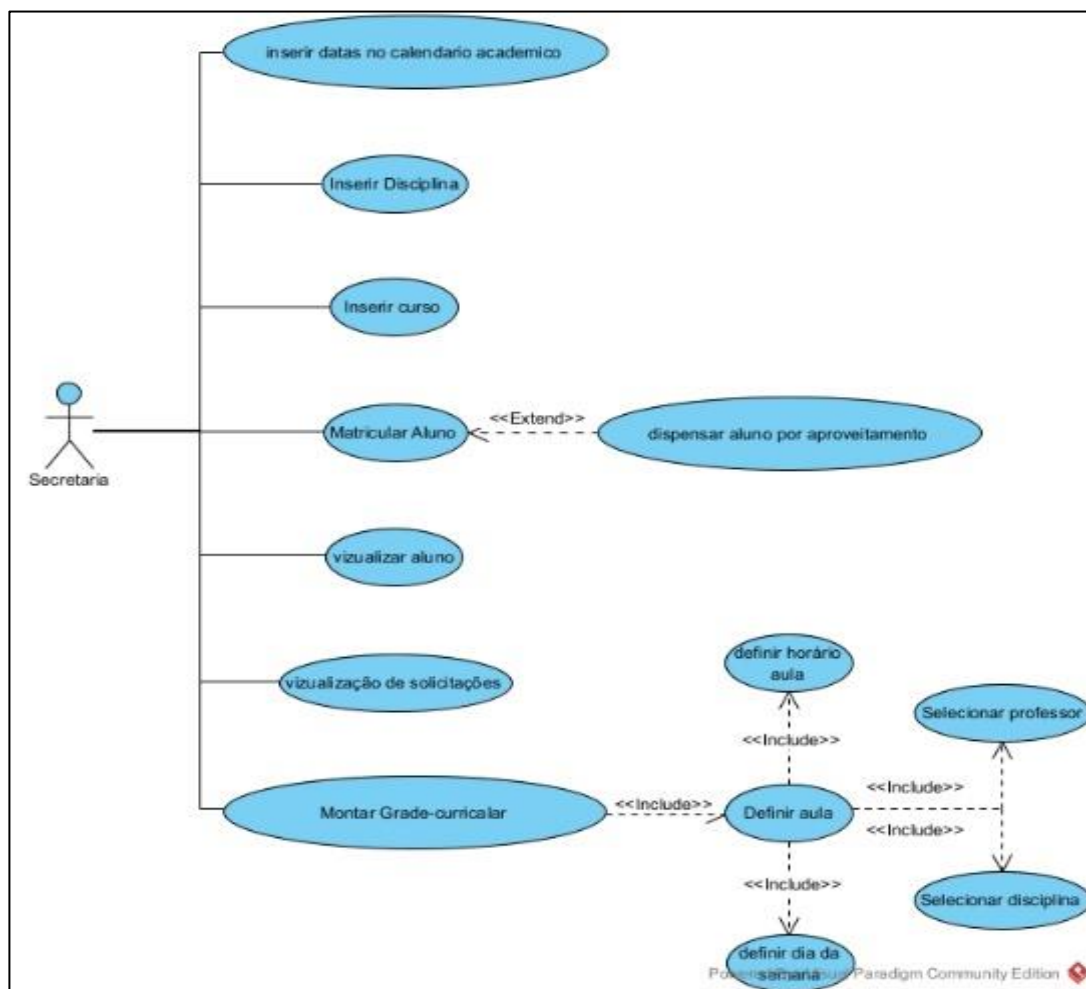 inserir datas no calendario academico
Inserir Disciplina
Inserir curso
Matricular Aluno
<<Extend>>
dispensar aluno por aproveitamento
Secretaria
vizualizar aluno
vizualização de solicitações
definir horário
aula
Selecionar professor
<<Include>>
Montar Grade-curricalar
<<Include>>
Definir aula
<<Include>>
<<Include>>
<<Include>>
Selecionar disciplina
definir dia da
semana
Visual Paradigm Community Edition